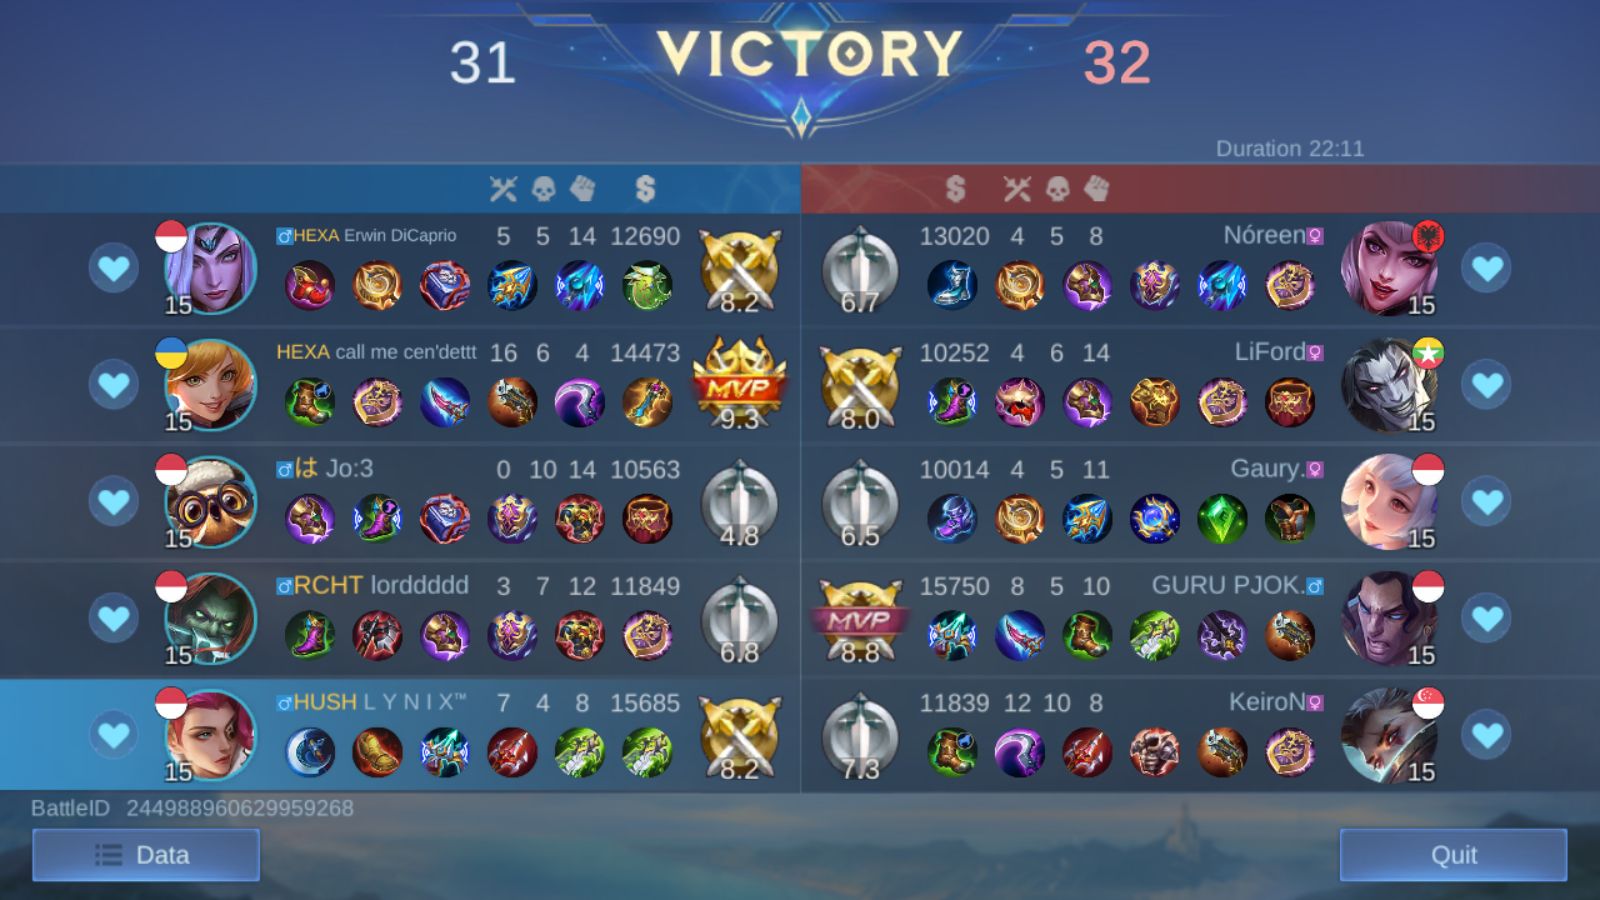 31 VICTORY 32
Duration 22:11
HEXA Erwin DiCaprio 5 5 14 12690
15 8.2
6.7 13020 4 5 8 Nóreen
15
HEXA call me cen'dettt 16 6 4 14473
15 MVP 9.3
8.0 10252 4 6 14 LiFord
15
は Jo:3 0 10 14 10563
15 4.8
6.5 10014 4 5 11 Gaury.
15
RCHT lorddddd 3 7 12 11849
15 6.8
MVP 8.8 15750 8 5 10 GURU PJOK.
15
HUSH L Y N I X™ 7 4 8 15685
15 8.2
7.3 11839 12 10 8 KeiroN
15
BattleID 244988960629959268
Data
Quit